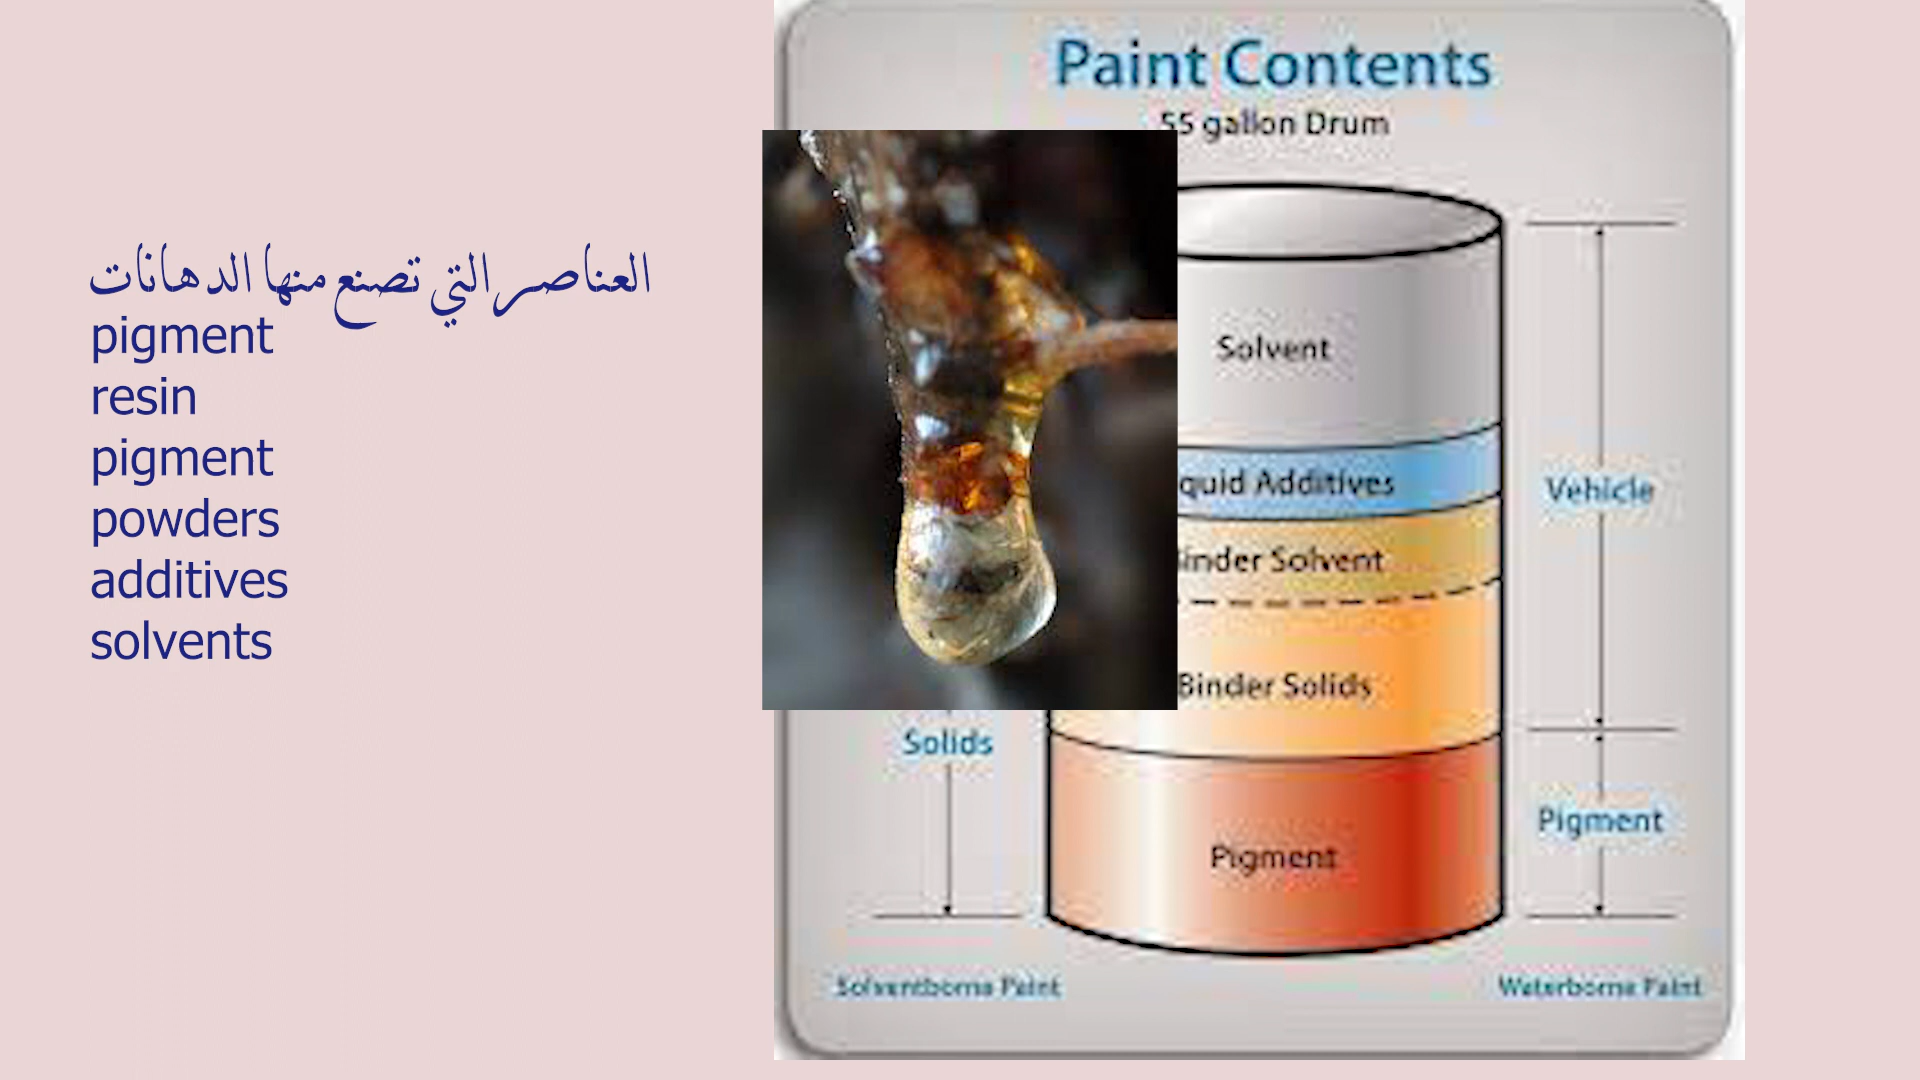 العناصر التي تصنع منها الدهانات
pigment
resin
pigment
powders
additives
solvents
Paint Contents
55 gallon Drum
Solvent
quid Additives
inder Solvent
Binder Solids
Pigment
Vehicle
Pigment
Solids
Solventborne Paint
Waterborne Paint